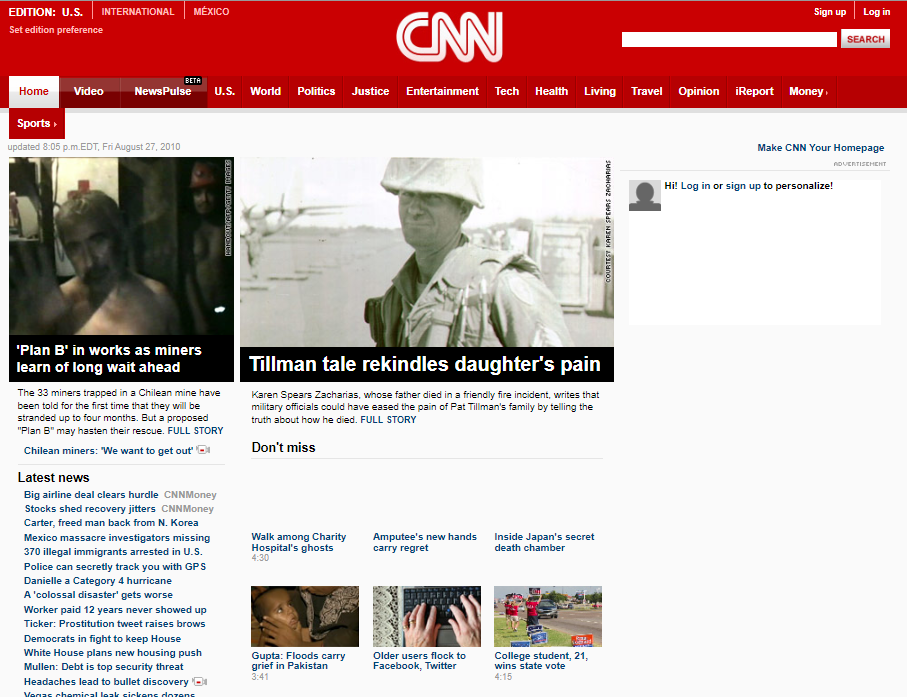 EDITION: U.S.
INTERNATIONAL
MÉXICO
Set edition preference
CNN
Sign up
Log in
SEARCH
Home
Video
NewsPulse
BETA
U.S.
World
Politics
Justice
Entertainment
Tech
Health
Living
Travel
Opinion
iReport
Money ›
Sports ›
updated 8:05 p.m.EDT, Fri August 27, 2010
Make CNN Your Homepage
ADVERTISEMENT
Hi! Log in or sign up to personalize!
'Plan B' in works as miners
learn of long wait ahead
The 33 miners trapped in a Chilean mine have
been told for the first time that they will be
stranded up to four months. But a proposed
"Plan B" may hasten their rescue. FULL STORY
Chilean miners: 'We want to get out'
Latest news
Big airline deal clears hurdle CNNMoney
Stocks shed recovery jitters CNNMoney
Carter, freed man back from N. Korea
Mexico massacre investigators missing
370 illegal immigrants arrested in U.S.
Police can secretly track you with GPS
Danielle a Category 4 hurricane
A 'colossal disaster' gets worse
Worker paid 12 years never showed up
Ticker: Prostitution tweet raises brows
Democrats in fight to keep House
White House plans new housing push
Mullen: Debt is top security threat
Headaches lead to bullet discovery
Vegas chemical leak sickens dozens
COURTESY KAREN SPEARS ZACHARIAS
Tillman tale rekindles daughter's pain
Karen Spears Zacharias, whose father died in a friendly fire incident, writes that
military officials could have eased the pain of Pat Tillman's family by telling the
truth about how he died. FULL STORY
Don't miss
Walk among Charity
Hospital's ghosts
4:30
Amputee's new hands
carry regret
Inside Japan's secret
death chamber
Gupta: Floods carry
grief in Pakistan
3:41
Older users flock to
Facebook, Twitter
College student, 21,
wins state vote
4:15